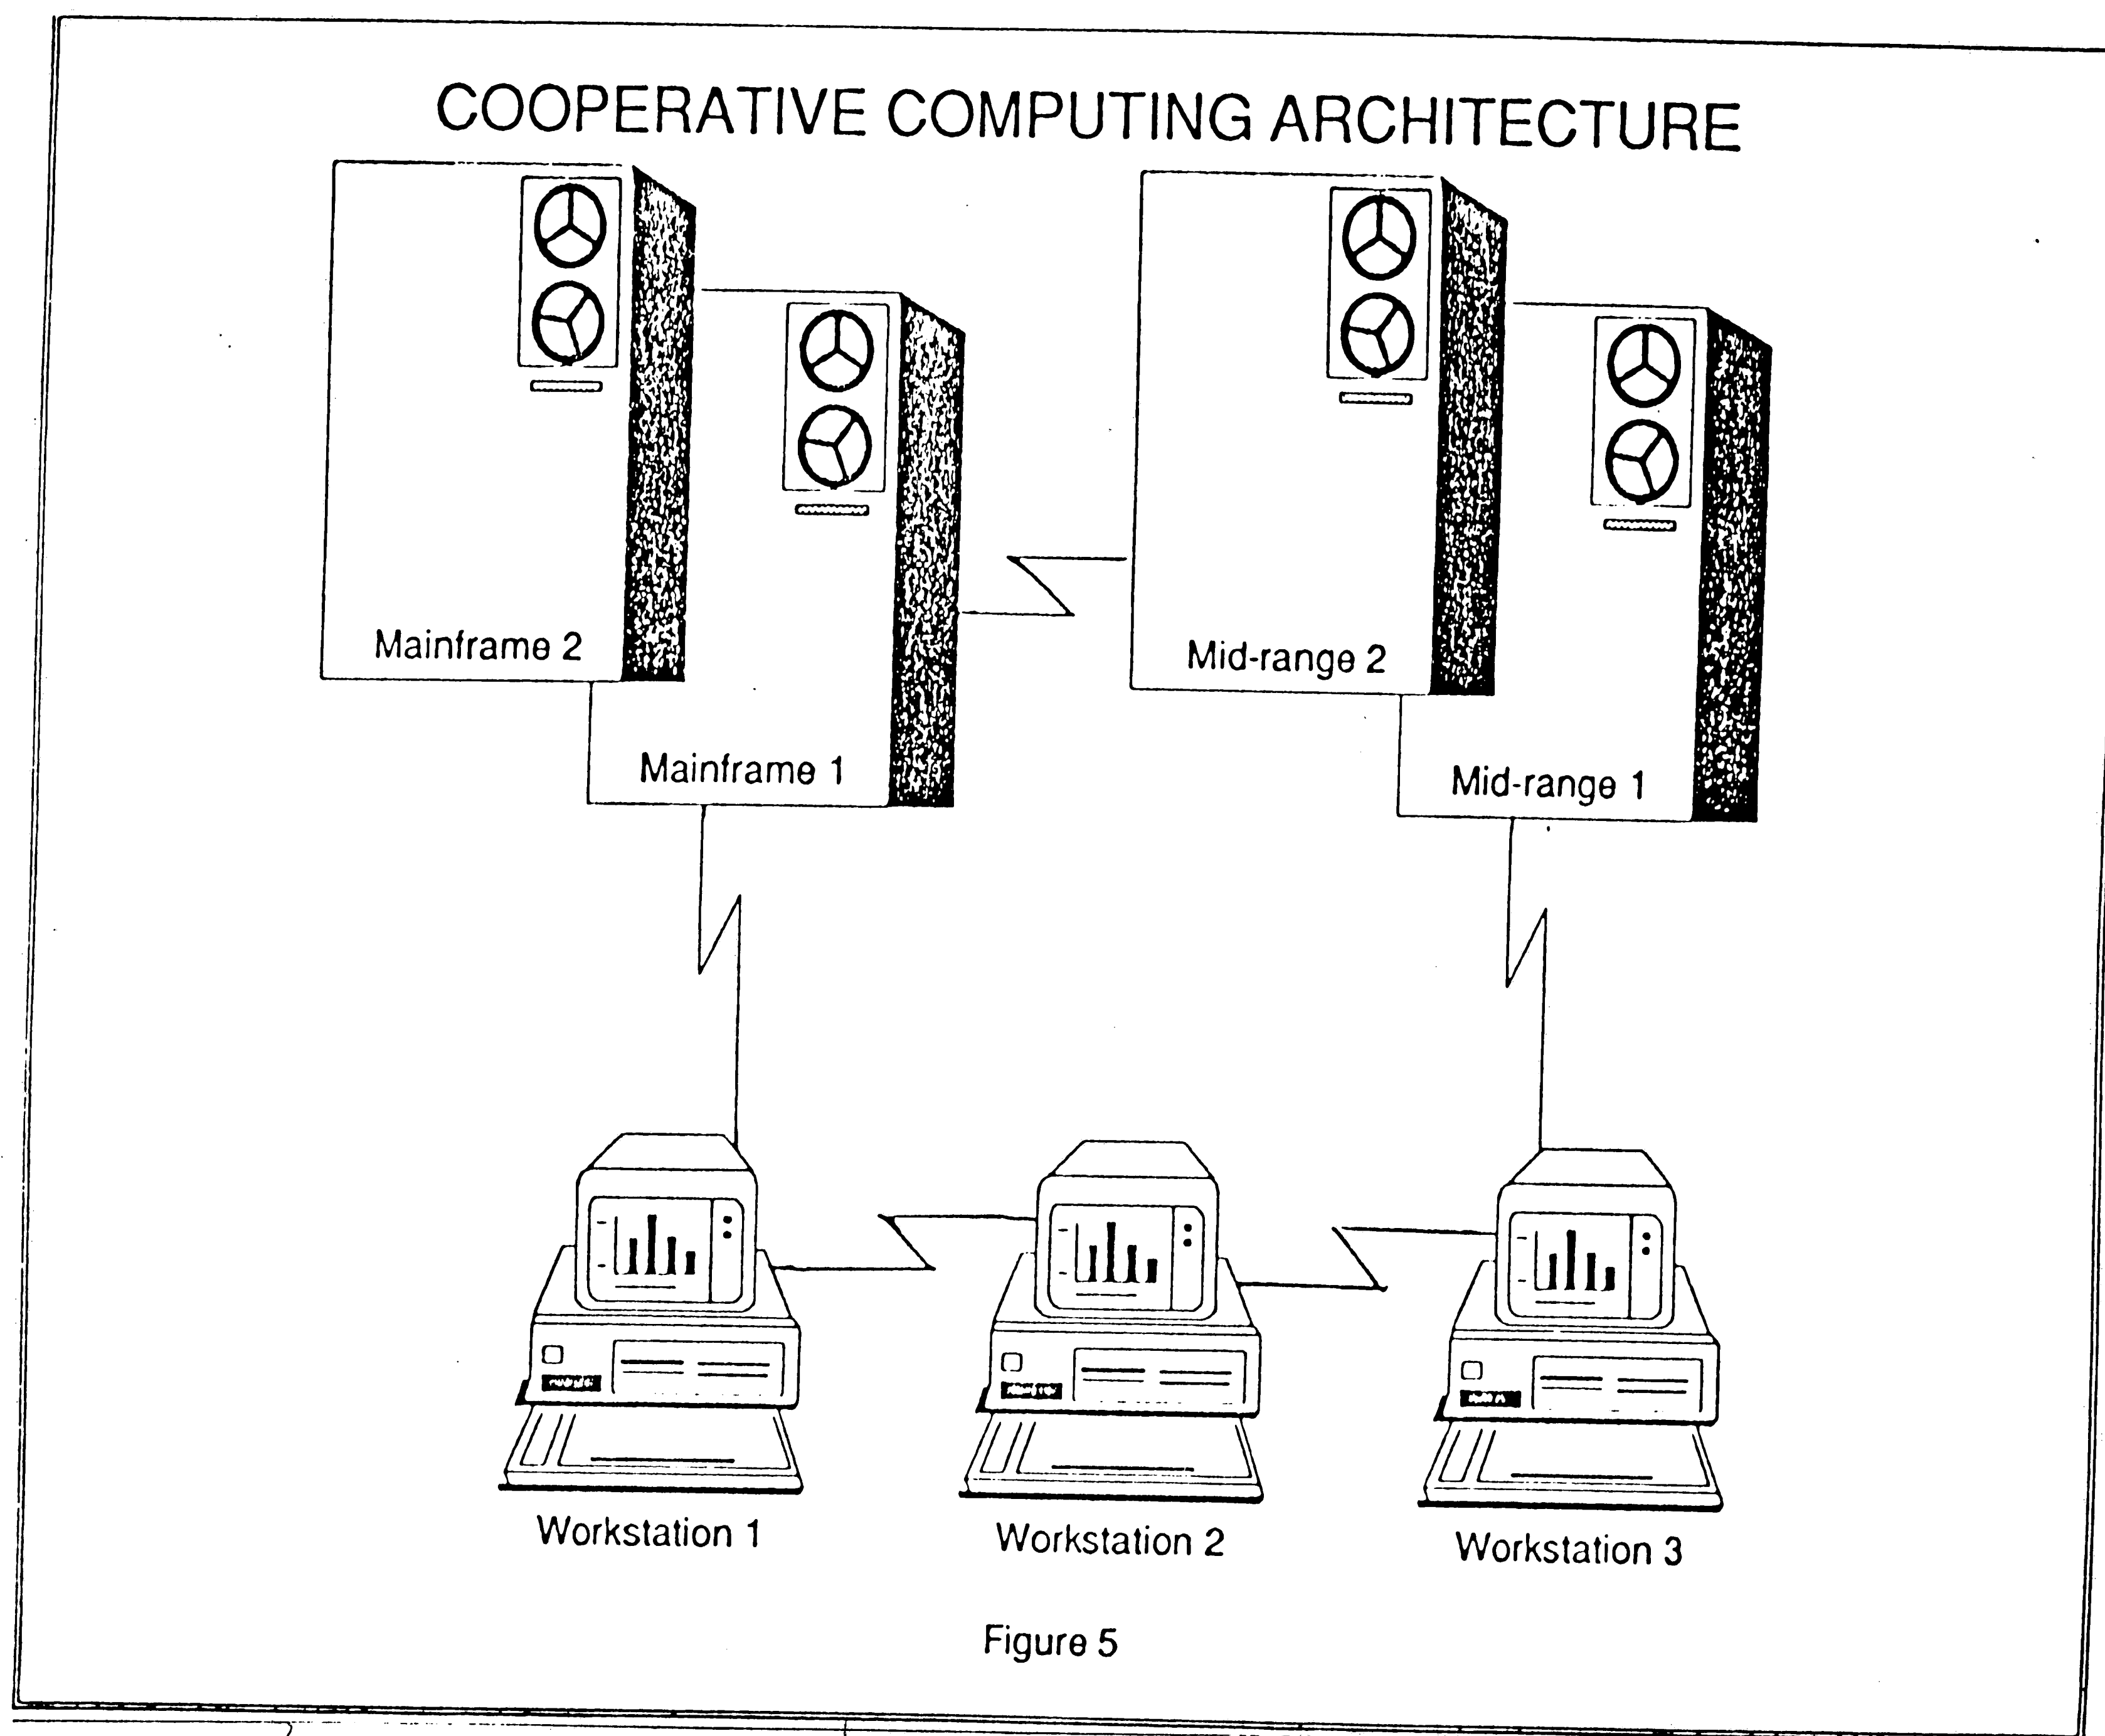 COOPERATIVE COMPUTING ARCHITECTURE
Mainframe 2
Mid-range 2
Mainframe 1
Mid-range 1
Workstation 1
Workstation 2
Workstation 3
Figure 5